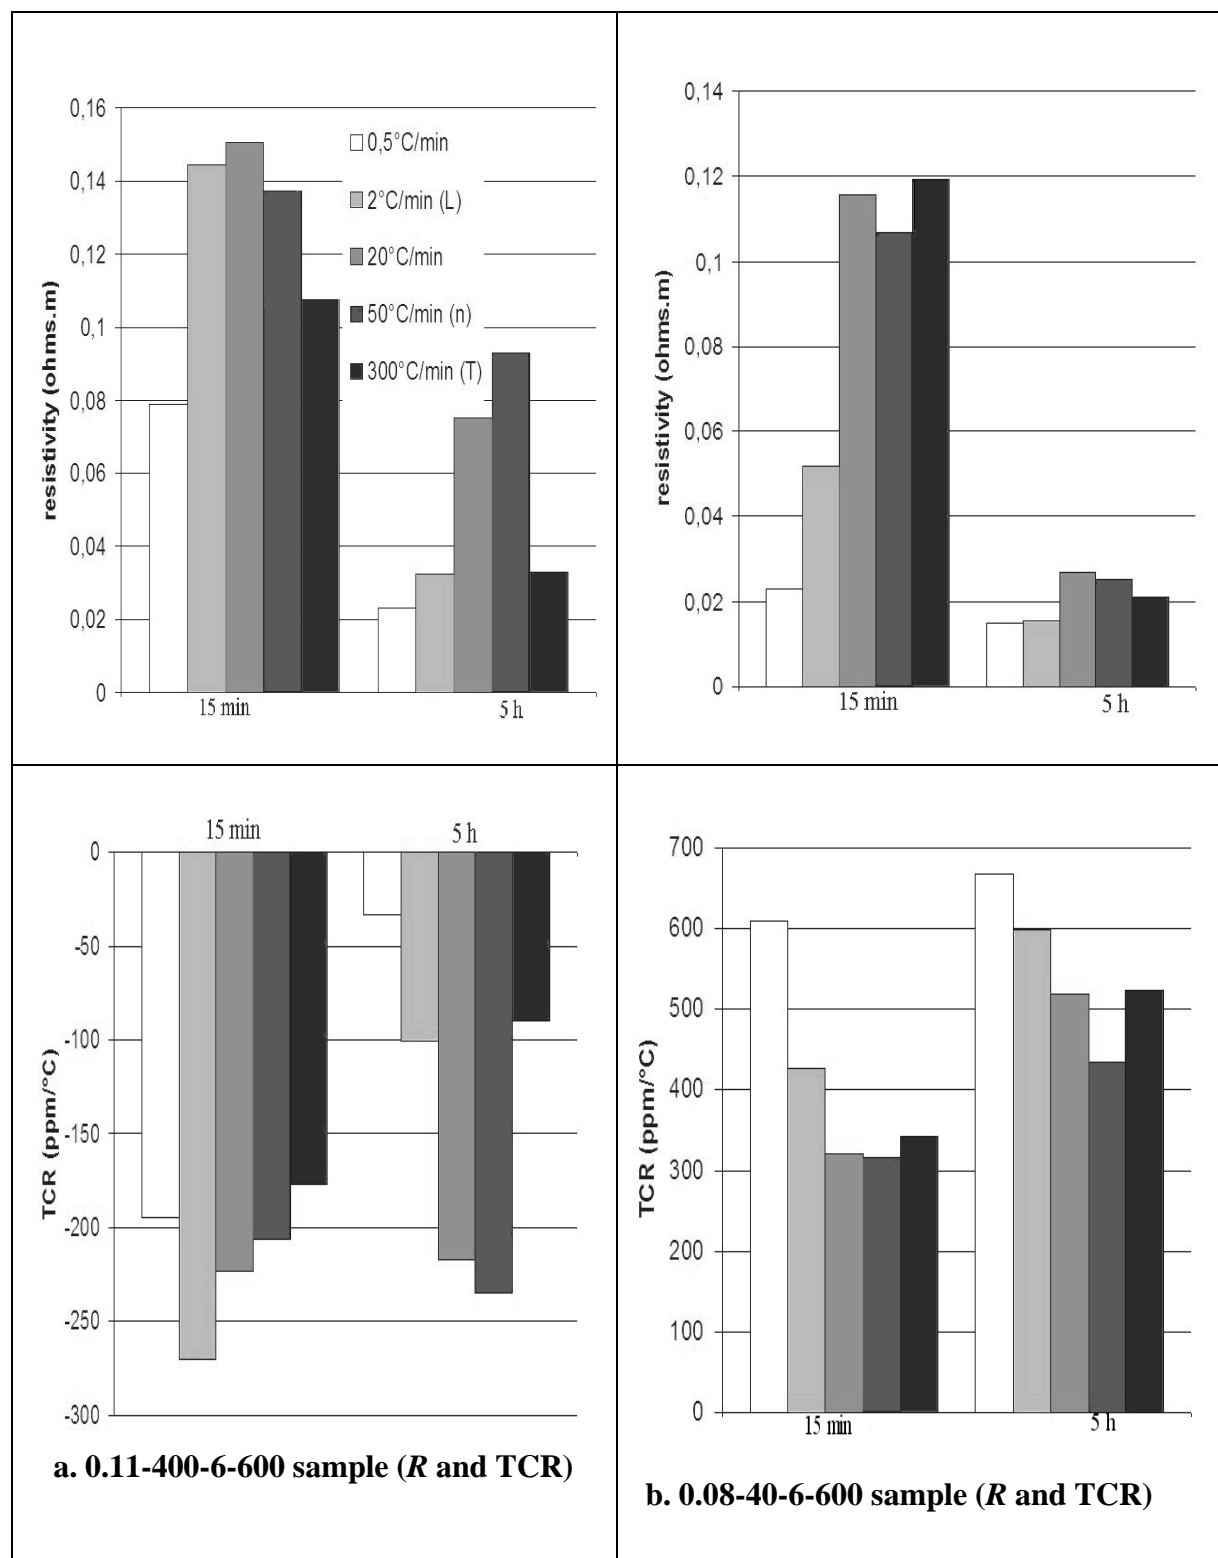 0,16
0,14
0,12
0,1
0,08
0,06
0,04
0,02
0
resistivity (ohms.m)
15 min
5 h
0,5°C/min
2°C/min (L)
20°C/min
50°C/min (n)
300°C/min (T)
0,14
0,12
0,1
0,08
0,06
0,04
0,02
0
resistivity (ohms.m)
15 min
5 h
15 min
5 h
0
-50
-100
-150
-200
-250
-300
TCR (ppm/°C)
a. 0.11-400-6-600 sample (R and TCR)
700
600
500
400
300
200
100
0
TCR (ppm/°C)
15 min
5 h
b. 0.08-40-6-600 sample (R and TCR)